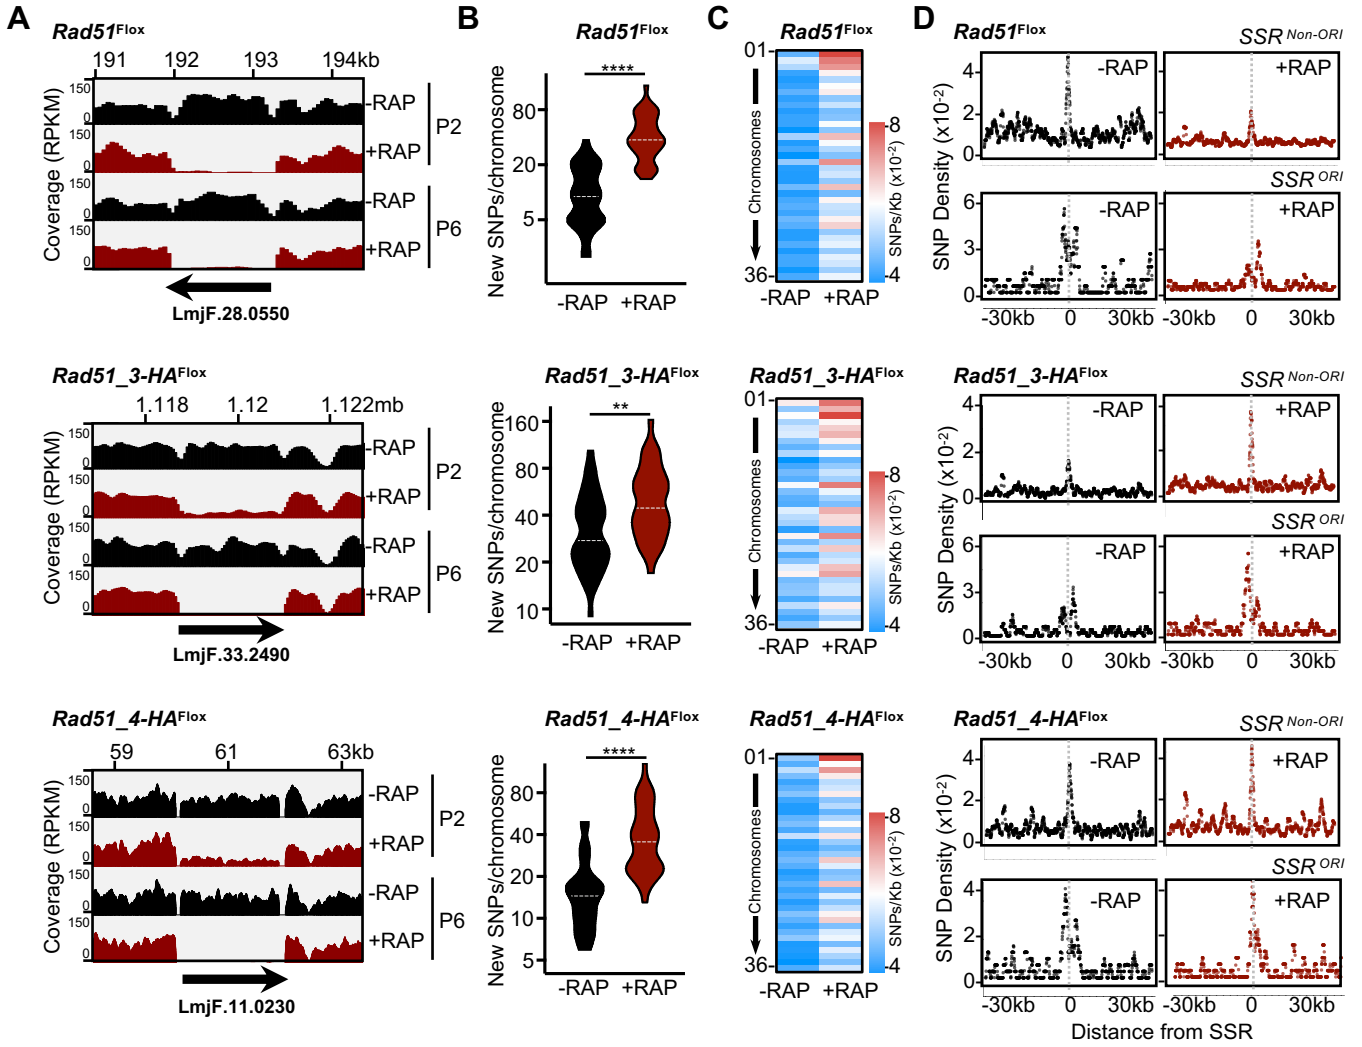 A
Rad51Flox
191 192 193 194kb
Coverage (RPKM)
150
0
-RAP
150
0
+RAP
P2
150
0
-RAP
150
0
+RAP
P6
LmjF.28.0550
Rad51_3-HAFlox
1.118 1.12 1.122mb
Coverage (RPKM)
150
0
-RAP
150
0
+RAP
P2
150
0
-RAP
150
0
+RAP
P6
LmjF.33.2490
Rad51_4-HAFlox
59 61 63kb
Coverage (RPKM)
150
0
-RAP
150
0
+RAP
P2
150
0
-RAP
150
0
+RAP
P6
LmjF.11.0230
B
Rad51Flox
New SNPs/chromosome
****
80
20
5
-RAP +RAP
Rad51_3-HAFlox
New SNPs/chromosome
**
160
80
40
20
10
-RAP +RAP
Rad51_4-HAFlox
New SNPs/chromosome
****
80
40
20
10
5
-RAP +RAP
C
Rad51Flox
01
Chromosomes
36
-RAP +RAP
8
SNPs/Kb (x10-2)
4
Rad51_3-HAFlox
01
Chromosomes
36
-RAP +RAP
8
SNPs/Kb (x10-2)
4
Rad51_4-HAFlox
01
Chromosomes
36
-RAP +RAP
8
SNPs/Kb (x10-2)
4
D
Rad51Flox
SSR Non-ORI
SNP Density (x10-2)
4
2
0
-RAP
+RAP
SSR ORI
6
3
0
-RAP
+RAP
-30kb 0 30kb
-30kb 0 30kb
Rad51_3-HAFlox
SSR Non-ORI
SNP Density (x10-2)
4
2
0
-RAP
+RAP
SSR ORI
6
3
0
-RAP
+RAP
-30kb 0 30kb
-30kb 0 30kb
Rad51_4-HAFlox
SSR Non-ORI
SNP Density (x10-2)
4
2
0
-RAP
+RAP
SSR ORI
4
2
0
-RAP
+RAP
-30kb 0 30kb
-30kb 0 30kb
Distance from SSR